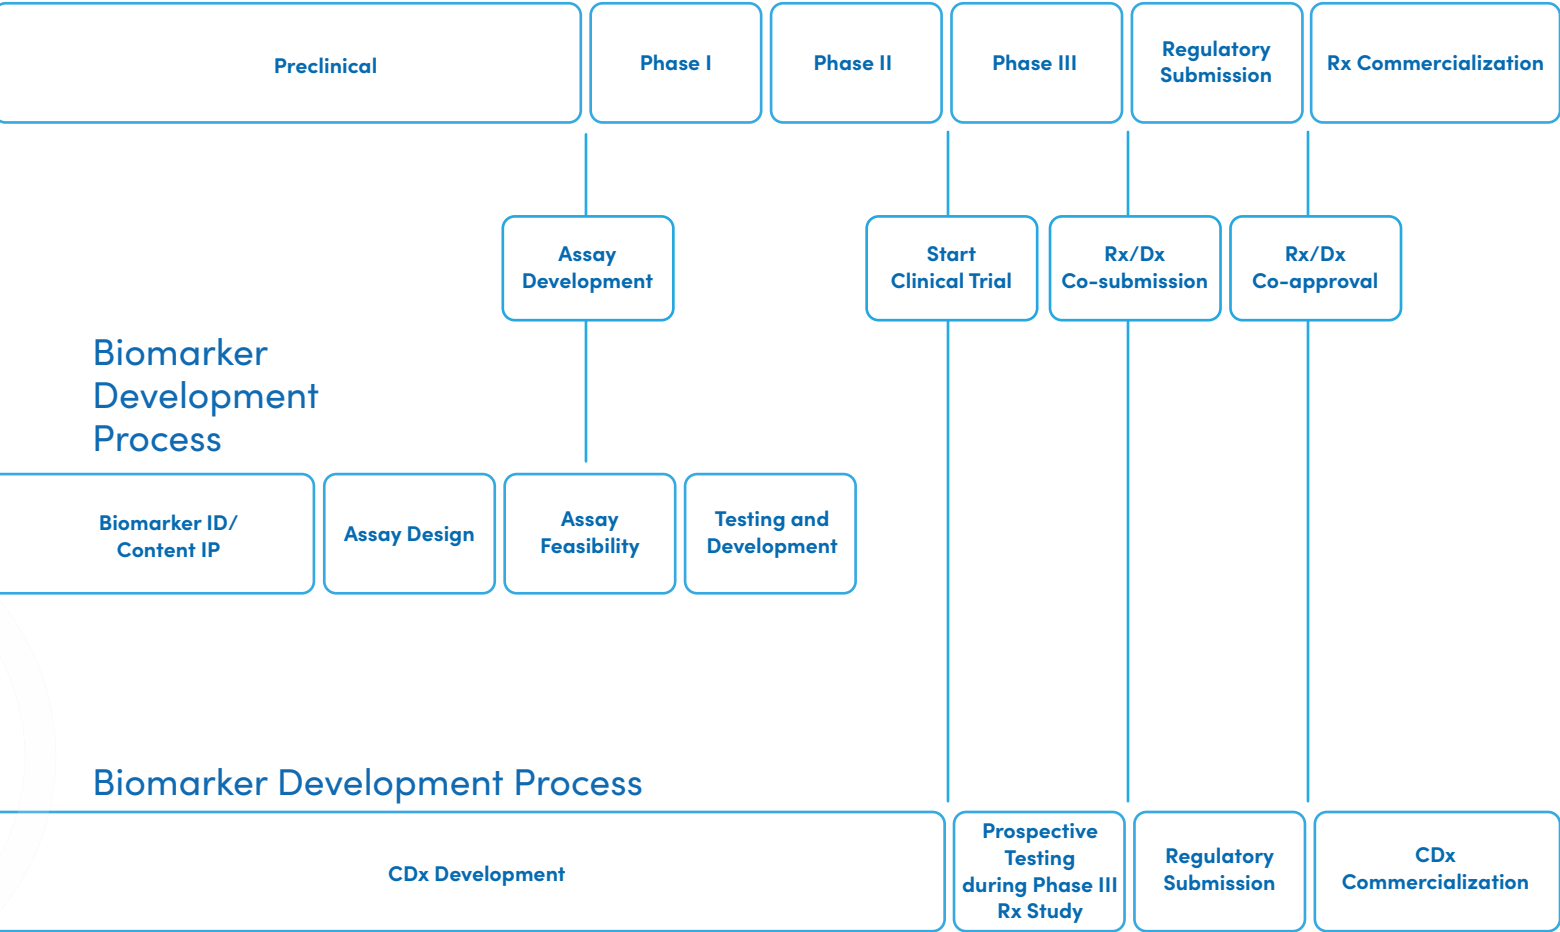 Preclinical
Phase I
Phase II
Phase III
Regulatory
Submission
Rx Commercialization
Assay
Development
Start
Clinical Trial
Rx/Dx
Co-submission
Rx/Dx
Co-approval
Biomarker
Development
Process
Biomarker ID/
Content IP
Assay Design
Assay
Feasibility
Testing and
Development
Biomarker Development Process
CDx Development
Prospective
Testing
during Phase III
Rx Study
Regulatory
Submission
CDx
Commercialization